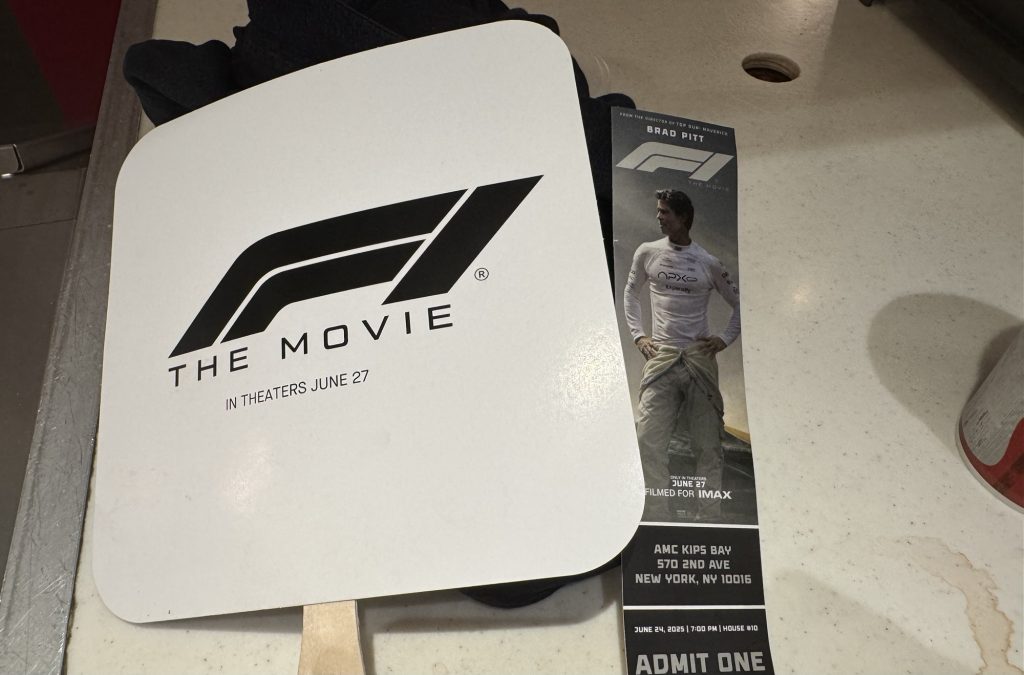 F1
®
THE MOVIE
IN THEATERS JUNE 27
FROM THE DIRECTOR OF TOP GUN: MAVERICK
BRAD PITT
F1
THE MOVIE
APXGP
ONLY IN THEATERS
JUNE 27
FILMED FOR IMAX
AMC KIPS BAY
570 2ND AVE
NEW YORK, NY 10016
JUNE 24, 2025 | 7:00 PM | HOUSE #10
ADMIT ONE